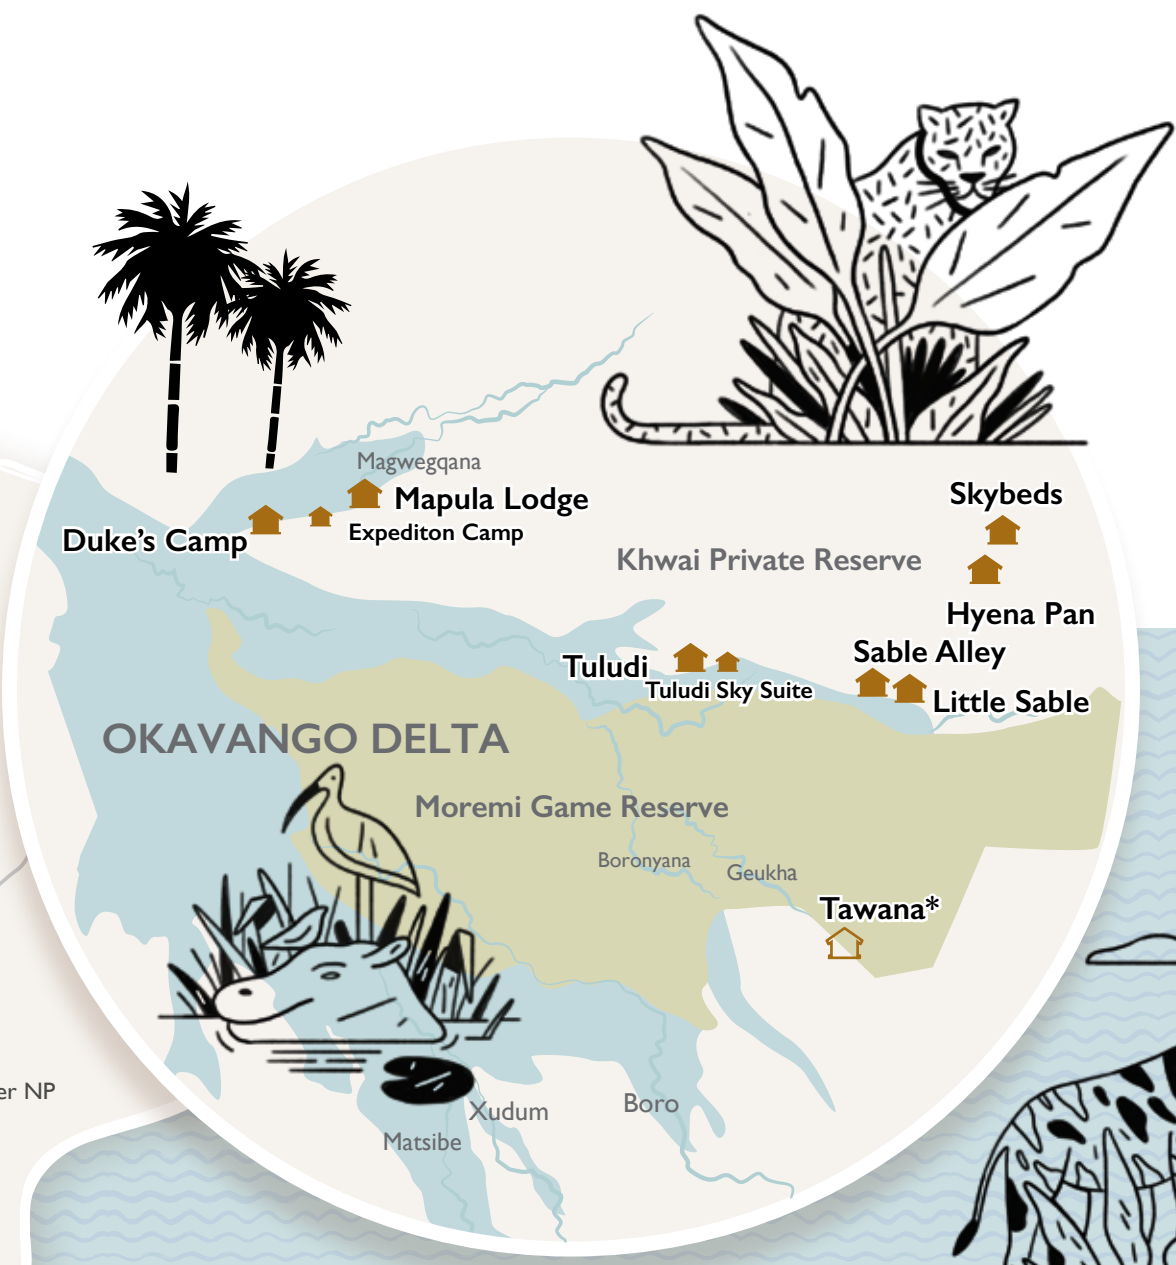 Magwegqana
Mapula Lodge
Expediton Camp
Duke's Camp
Skybeds
Khwai Private Reserve
Hyena Pan
Sable Alley
Tuludi
Tuludi Sky Suite
Little Sable
OKAVANGO DELTA
Moremi Game Reserve
Boronyana
Geukha
Tawana*
er NP
Xudum
Boro
Matsibe